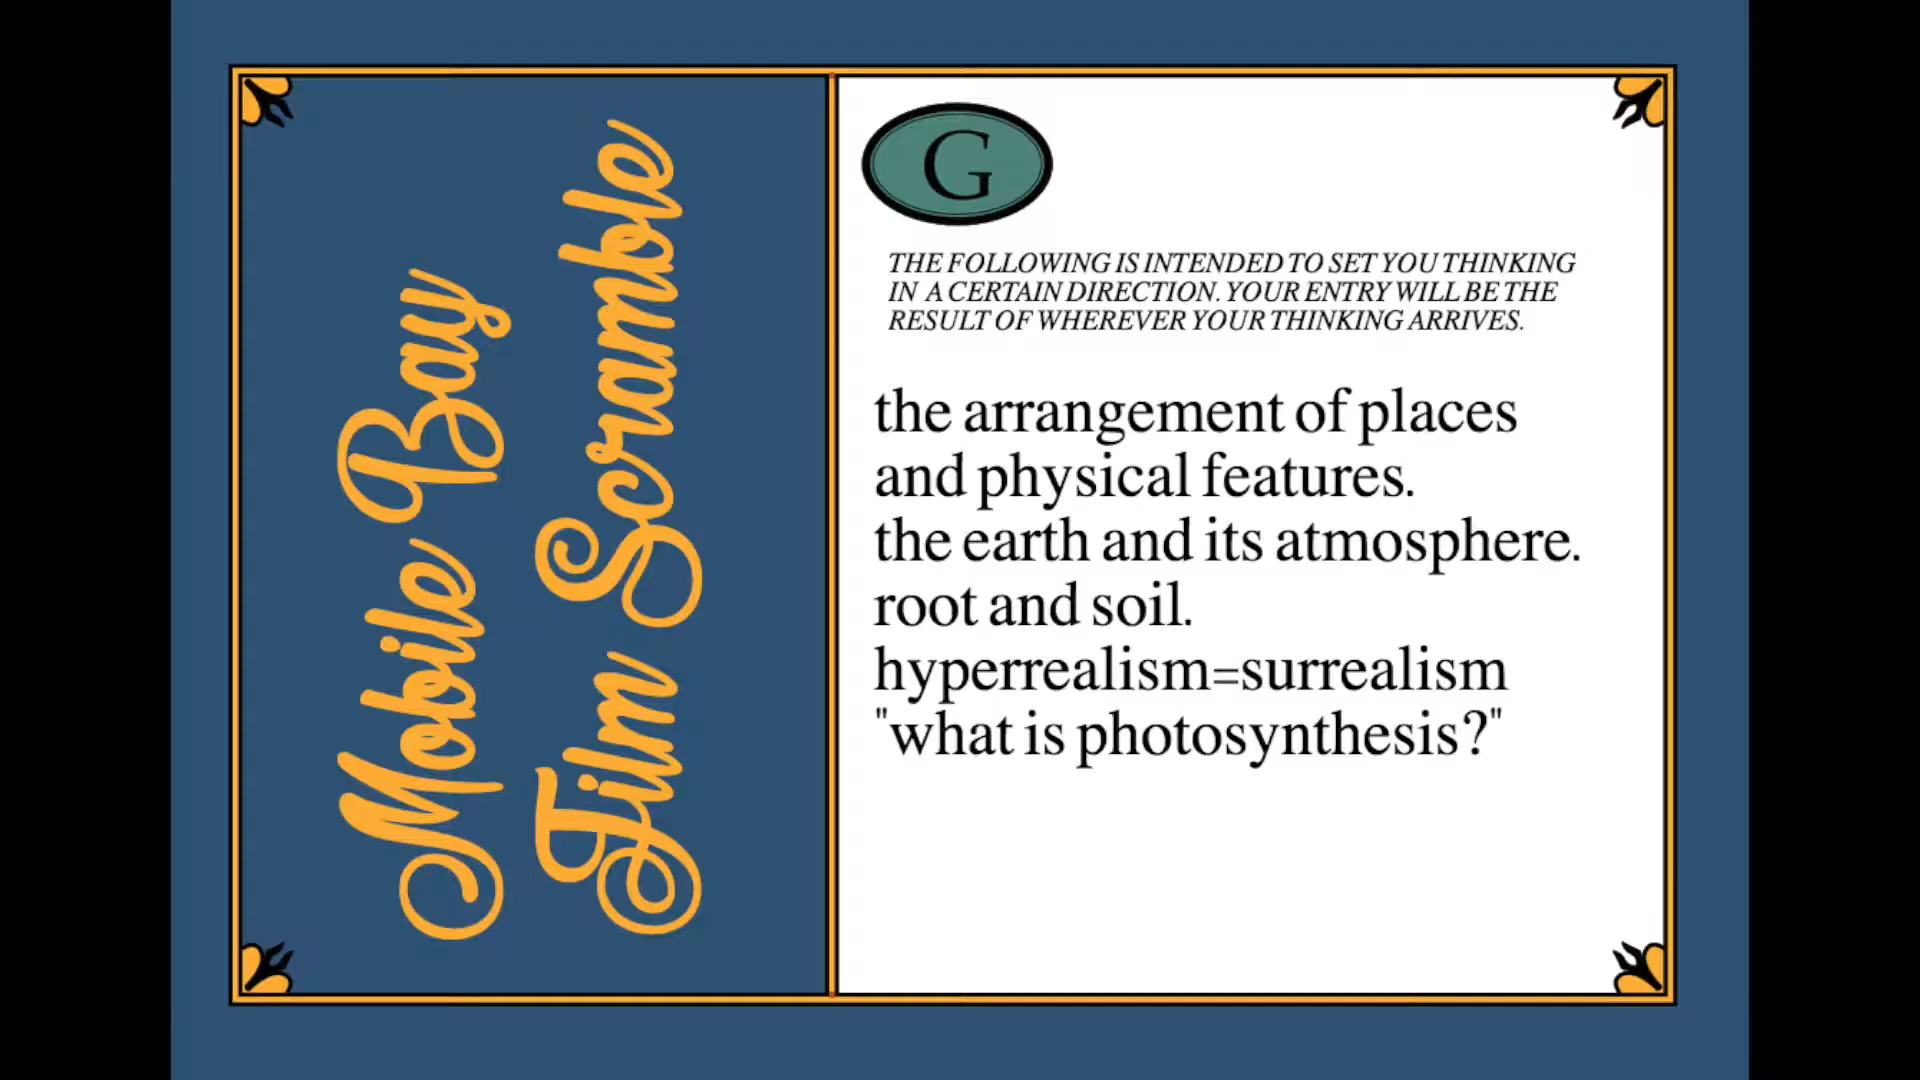 Mobile Bay
Film Scramble
G
THE FOLLOWING IS INTENDED TO SET YOU THINKING
IN A CERTAIN DIRECTION. YOUR ENTRY WILL BE THE
RESULT OF WHEREVER YOUR THINKING ARRIVES.
the arrangement of places
and physical features.
the earth and its atmosphere.
root and soil.
hyperrealism=surrealism
"what is photosynthesis?"